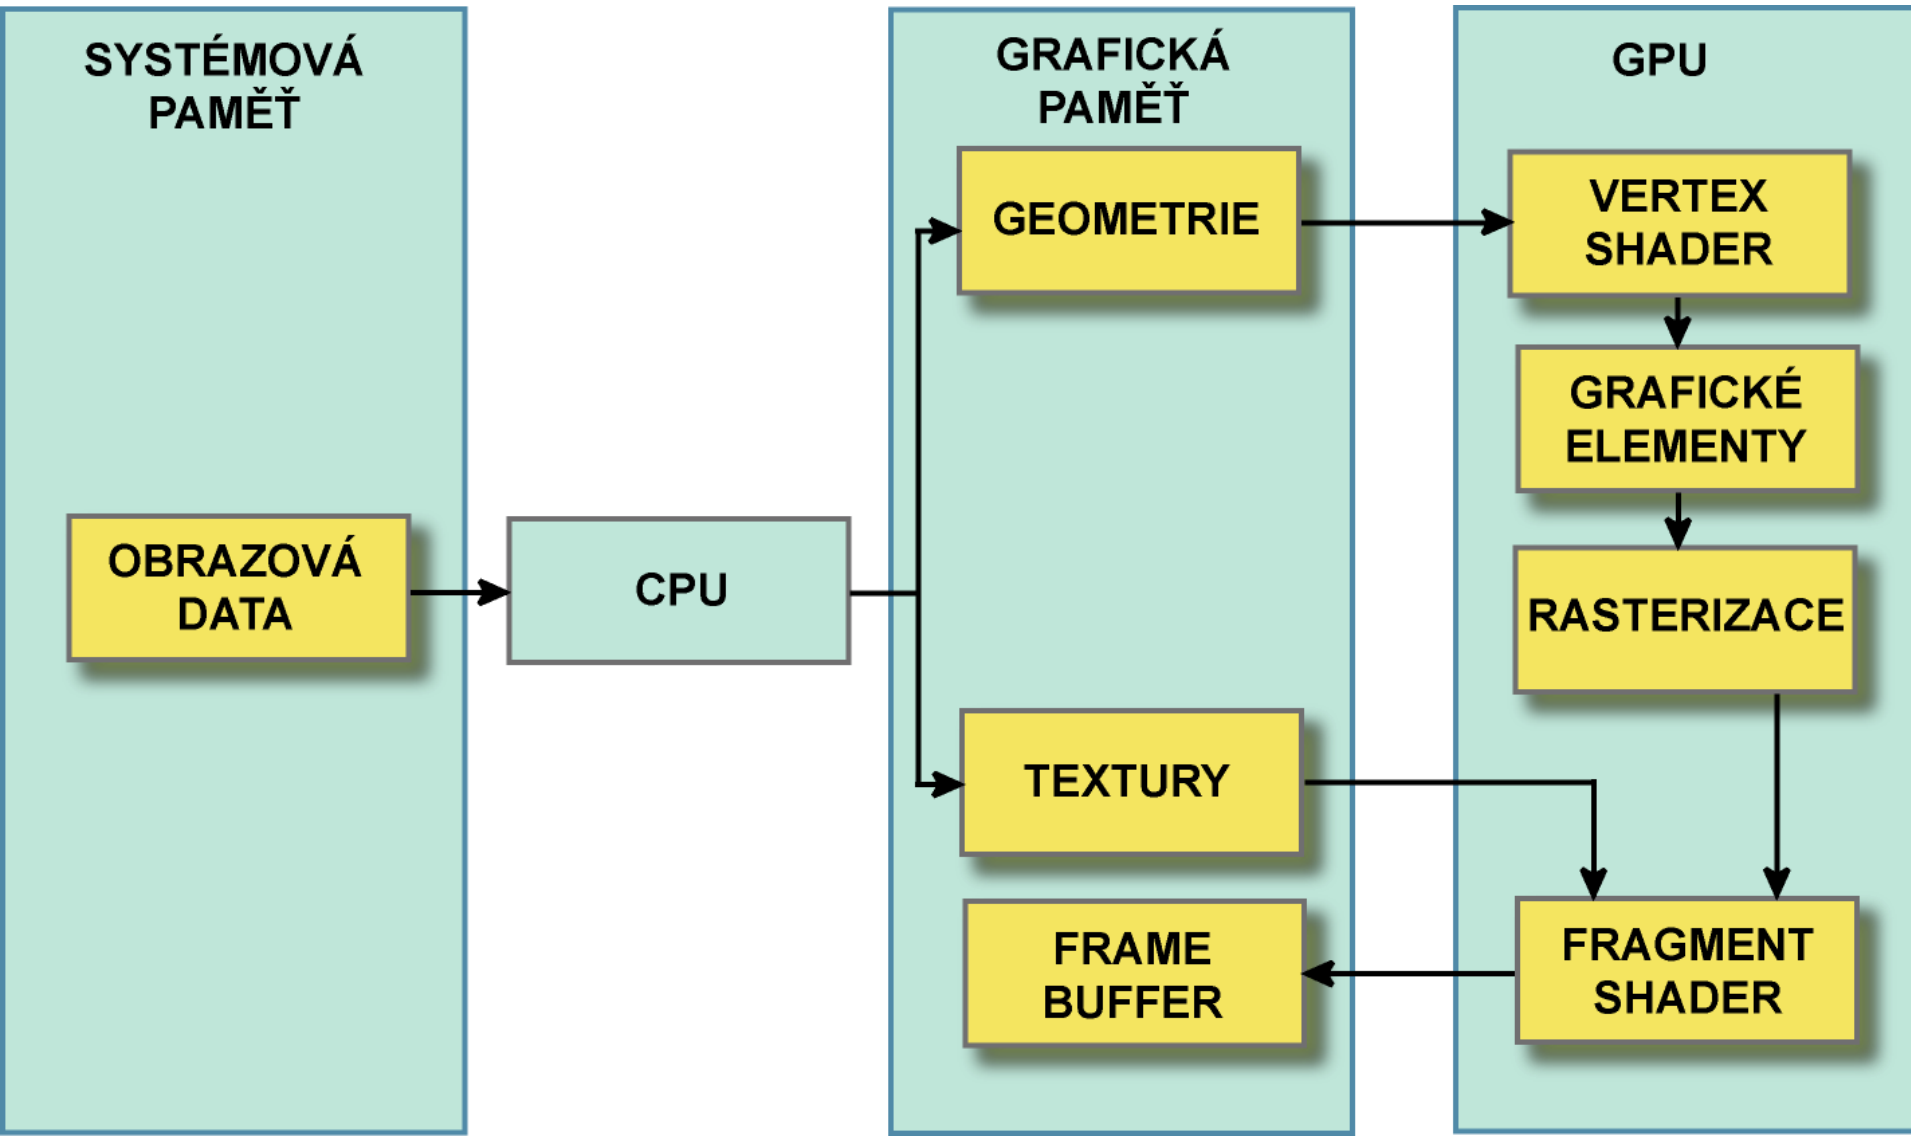 SYSTÉMOVÁ
PAMĚŤ
OBRAZOVÁ
DATA
CPU
GRAFICKÁ
PAMĚŤ
GEOMETRIE
TEXTURY
FRAME
BUFFER
GPU
VERTEX
SHADER
GRAFICKÉ
ELEMENTY
RASTERIZACE
FRAGMENT
SHADER